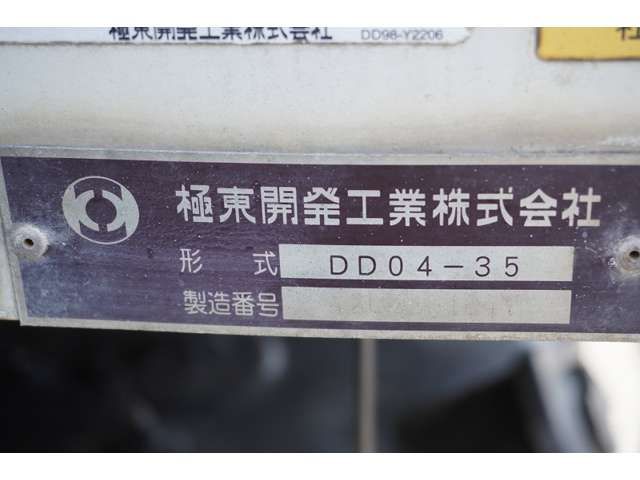 極東開発工業株式会社 DD98-Y2206
社
極東開発工業株式会社
形式 DD04-35
製造番号